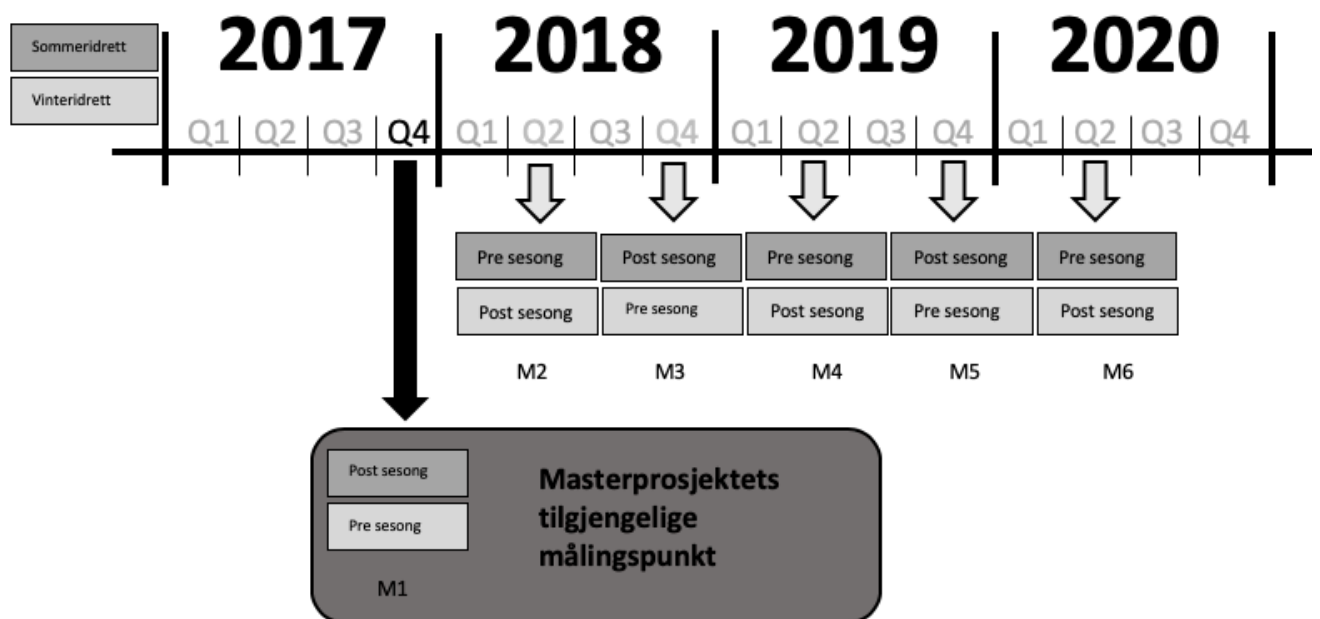 Sommeridrett
Vinteridrett
2017 2018 2019 2020
Q1 Q2 Q3 Q4 Q1 Q2 Q3 Q4 Q1 Q2 Q3 Q4 Q1 Q2 Q3 Q4
Pre sesong Post sesong Pre sesong Post sesong Pre sesong
Post sesong Pre sesong Post sesong Pre sesong Post sesong
M2 M3 M4 M5 M6
Post sesong
Pre sesong
M1
Masterprosjektets
tilgjengelige
målingspunkt